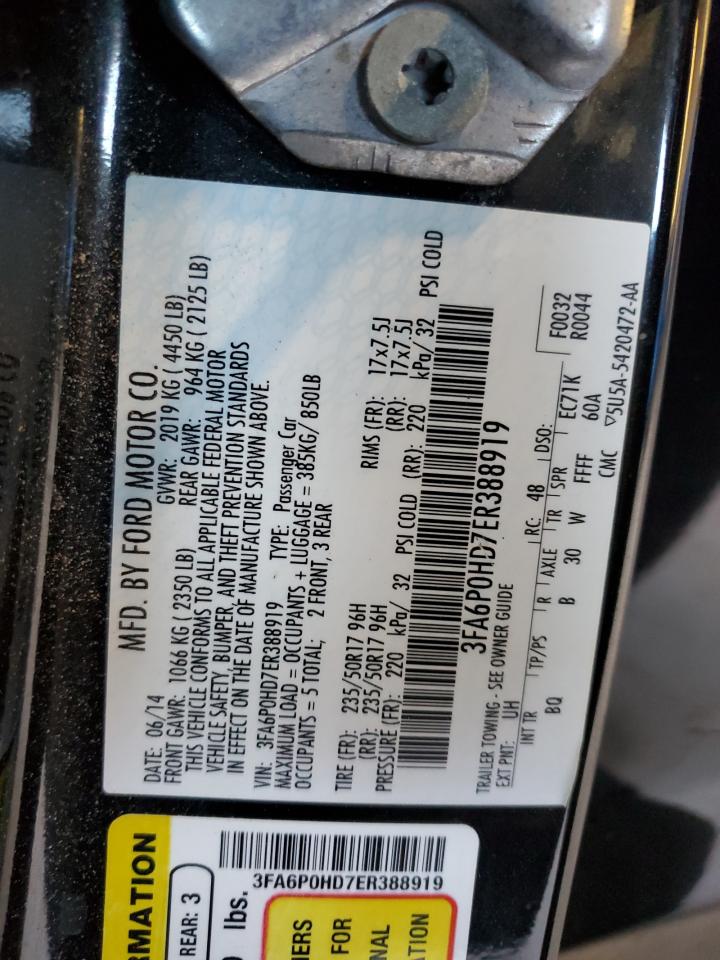 MFD. BY FORD MOTOR CO.
DATE: 06/14 GVWR: 2019 KG ( 4450 LB)
FRONT GAWR: 1066 KG ( 2350 LB) REAR GAWR: 964 KG ( 2125 LB)
THIS VEHICLE CONFORMS TO ALL APPLICABLE FEDERAL MOTOR
VEHICLE SAFETY, BUMPER, AND THEFT PREVENTION STANDARDS
IN EFFECT ON THE DATE OF MANUFACTURE SHOWN ABOVE.
VIN: 3FA6P0HD7ER388919 TYPE: Passenger Car
MAXIMUM LOAD = OCCUPANTS + LUGGAGE = 385KG/ 850LB
OCCUPANTS = 5 TOTAL; 2 FRONT, 3 REAR
TIRE (FR): 235/50R17 96H RIMS (FR): 17x7.5J
(RR): 235/50R17 96H (RR): 17x7.5J
PRESSURE (FR): 220 kPa/ 32 PSI COLD (RR): 220 kPa/ 32 PSI COLD
3FA6P0HD7ER388919
TRAILER TOWING - SEE OWNER GUIDE
EXT PNT: UH RC: 48 DSO: F0032
R0044
INT TR TP/PS R AXLE TR SPR EC71K
BQ B 30 W FFFF 60A
CMC ▽5U5A-5420472-AA
3FA6P0HD7ER388919
RMATION
REAR: 3
lbs.
FOR